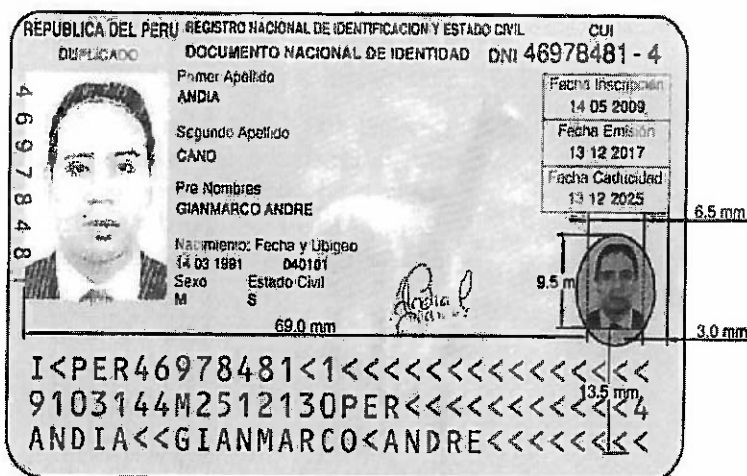 REPUBLICA DEL PERU REGISTRO NACIONAL DE IDENTIFICACION Y ESTADO CIVIL CUI
DUPLICADO DOCUMENTO NACIONAL DE IDENTIDAD DNI 46978481 - 4
Primer Apellido
ANDIA
Segundo Apellido
CANO
Pre Nombres
GIANMARCO ANDRE
Nacimiento: Fecha y Ubigeo
14 03 1991 040101
Sexo Estado Civil
M S
Fecha Inscripción
14 05 2009
Fecha Emisión
13 12 2017
Fecha Caducidad
13 12 2025
46978481
6.5 mm
9.5 m
69.0 mm
3.0 mm
13.5 mm
I<PER46978481<1<<<<<<<<<<<<<<<
9103144M2512130PER<<<<<<<<<<<4
ANDIA<<GIANMARCO<ANDRE<<<<<<<<